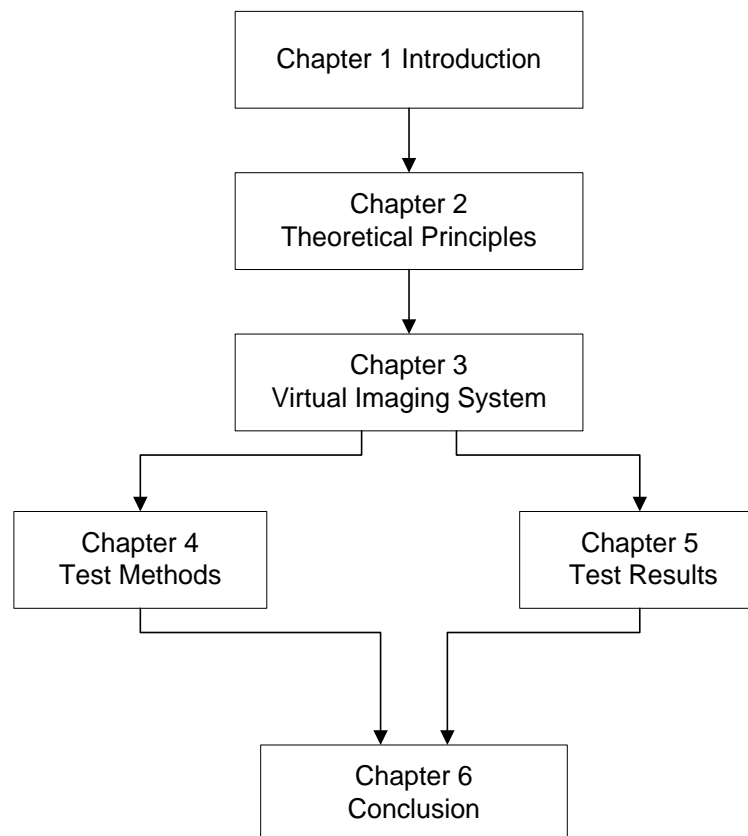 Chapter 1 Introduction
Chapter 2
Theoretical Principles
Chapter 3
Virtual Imaging System
Chapter 4
Test Methods
Chapter 5
Test Results
Chapter 6
Conclusion